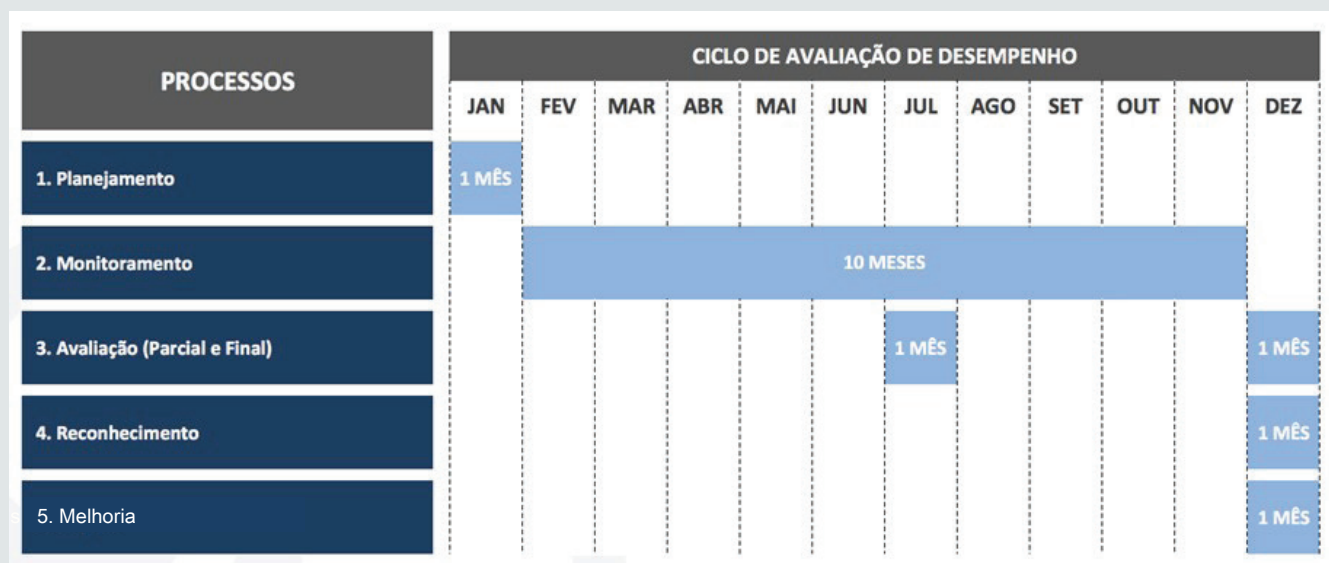 PROCESSOS
CICLO DE AVALIAÇÃO DE DESEMPENHO
JAN FEV MAR ABR MAI JUN JUL AGO SET OUT NOV DEZ
1. Planejamento
1 MÊS
2. Monitoramento
10 MESES
3. Avaliação (Parcial e Final)
1 MÊS
1 MÊS
4. Reconhecimento
1 MÊS
5. Melhoria
1 MÊS